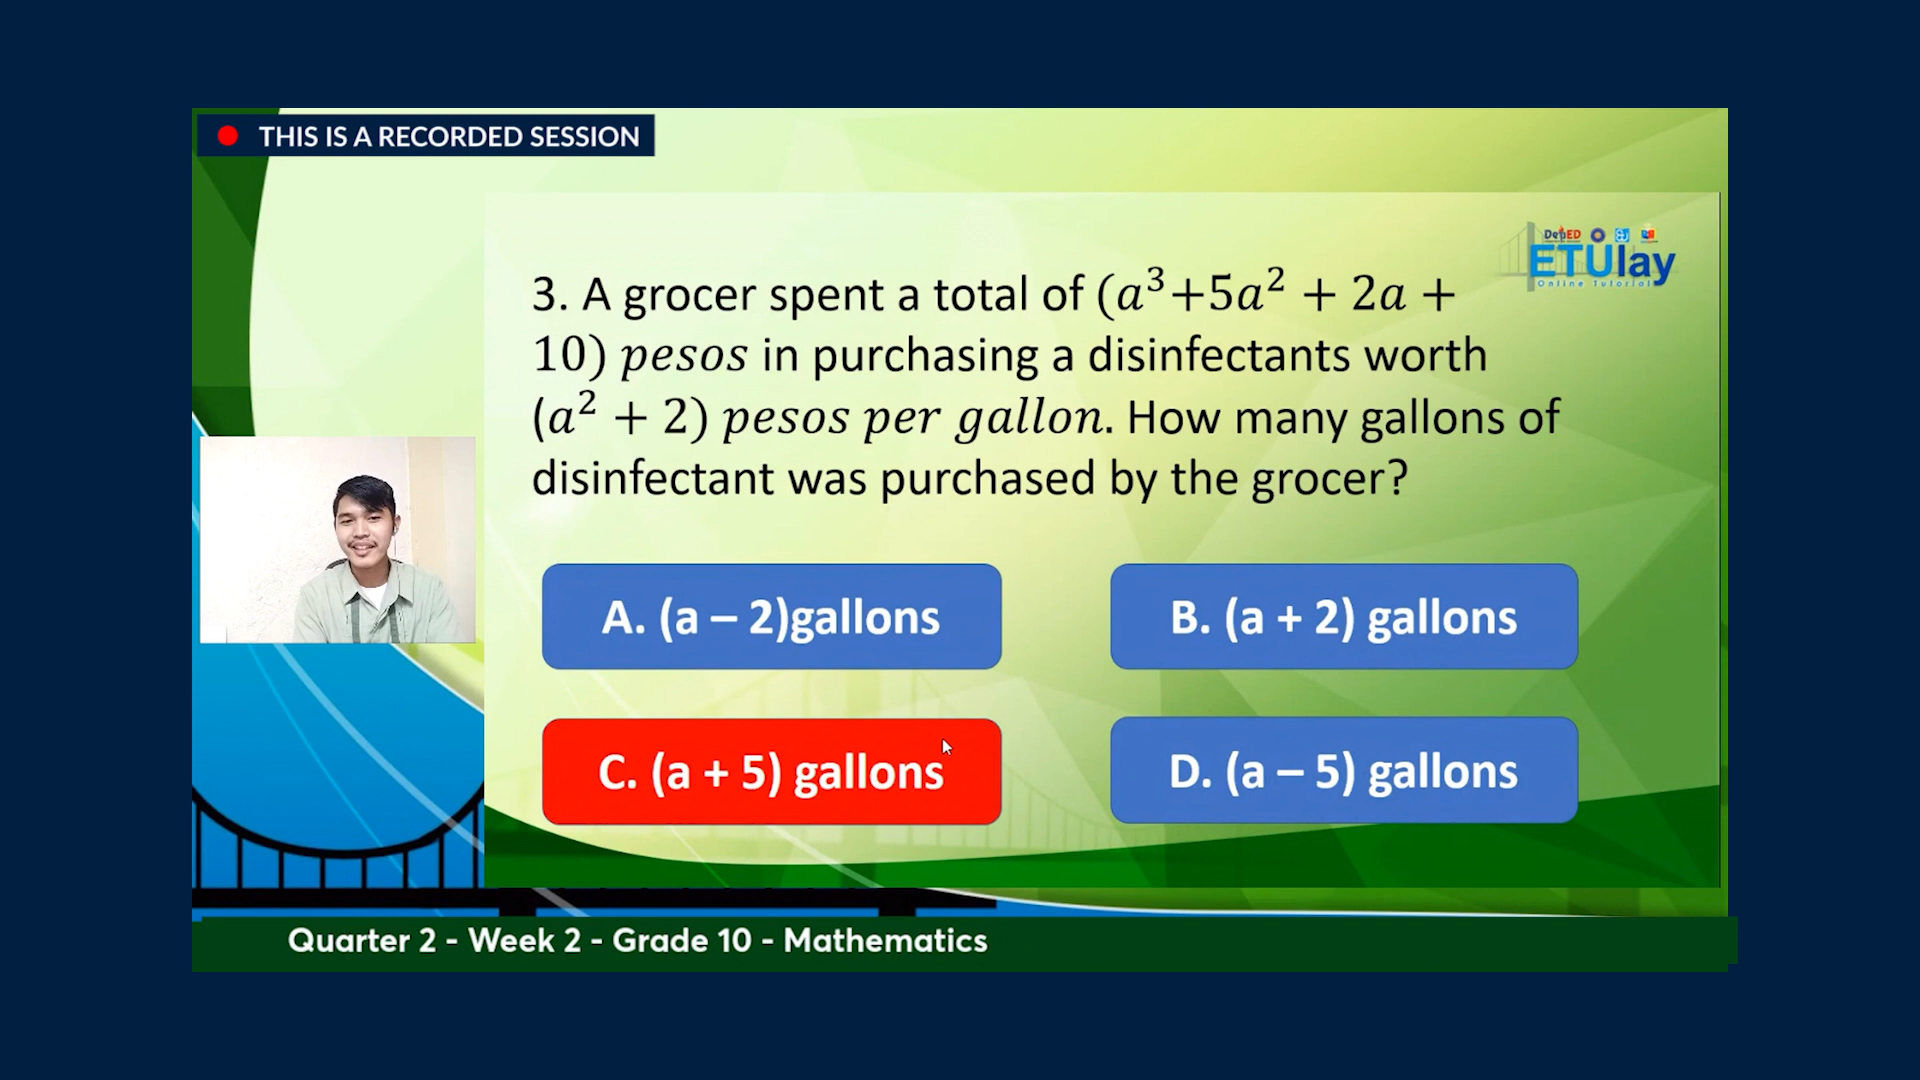 THIS IS A RECORDED SESSION
DepED
ETUlay
Online Tutorial
3. A grocer spent a total of (a³+5a² + 2a +
10) pesos in purchasing a disinfectants worth
(a² + 2) pesos per gallon. How many gallons of
disinfectant was purchased by the grocer?
A. (a – 2)gallons
B. (a + 2) gallons
C. (a + 5) gallons
D. (a – 5) gallons
Quarter 2 - Week 2 - Grade 10 - Mathematics